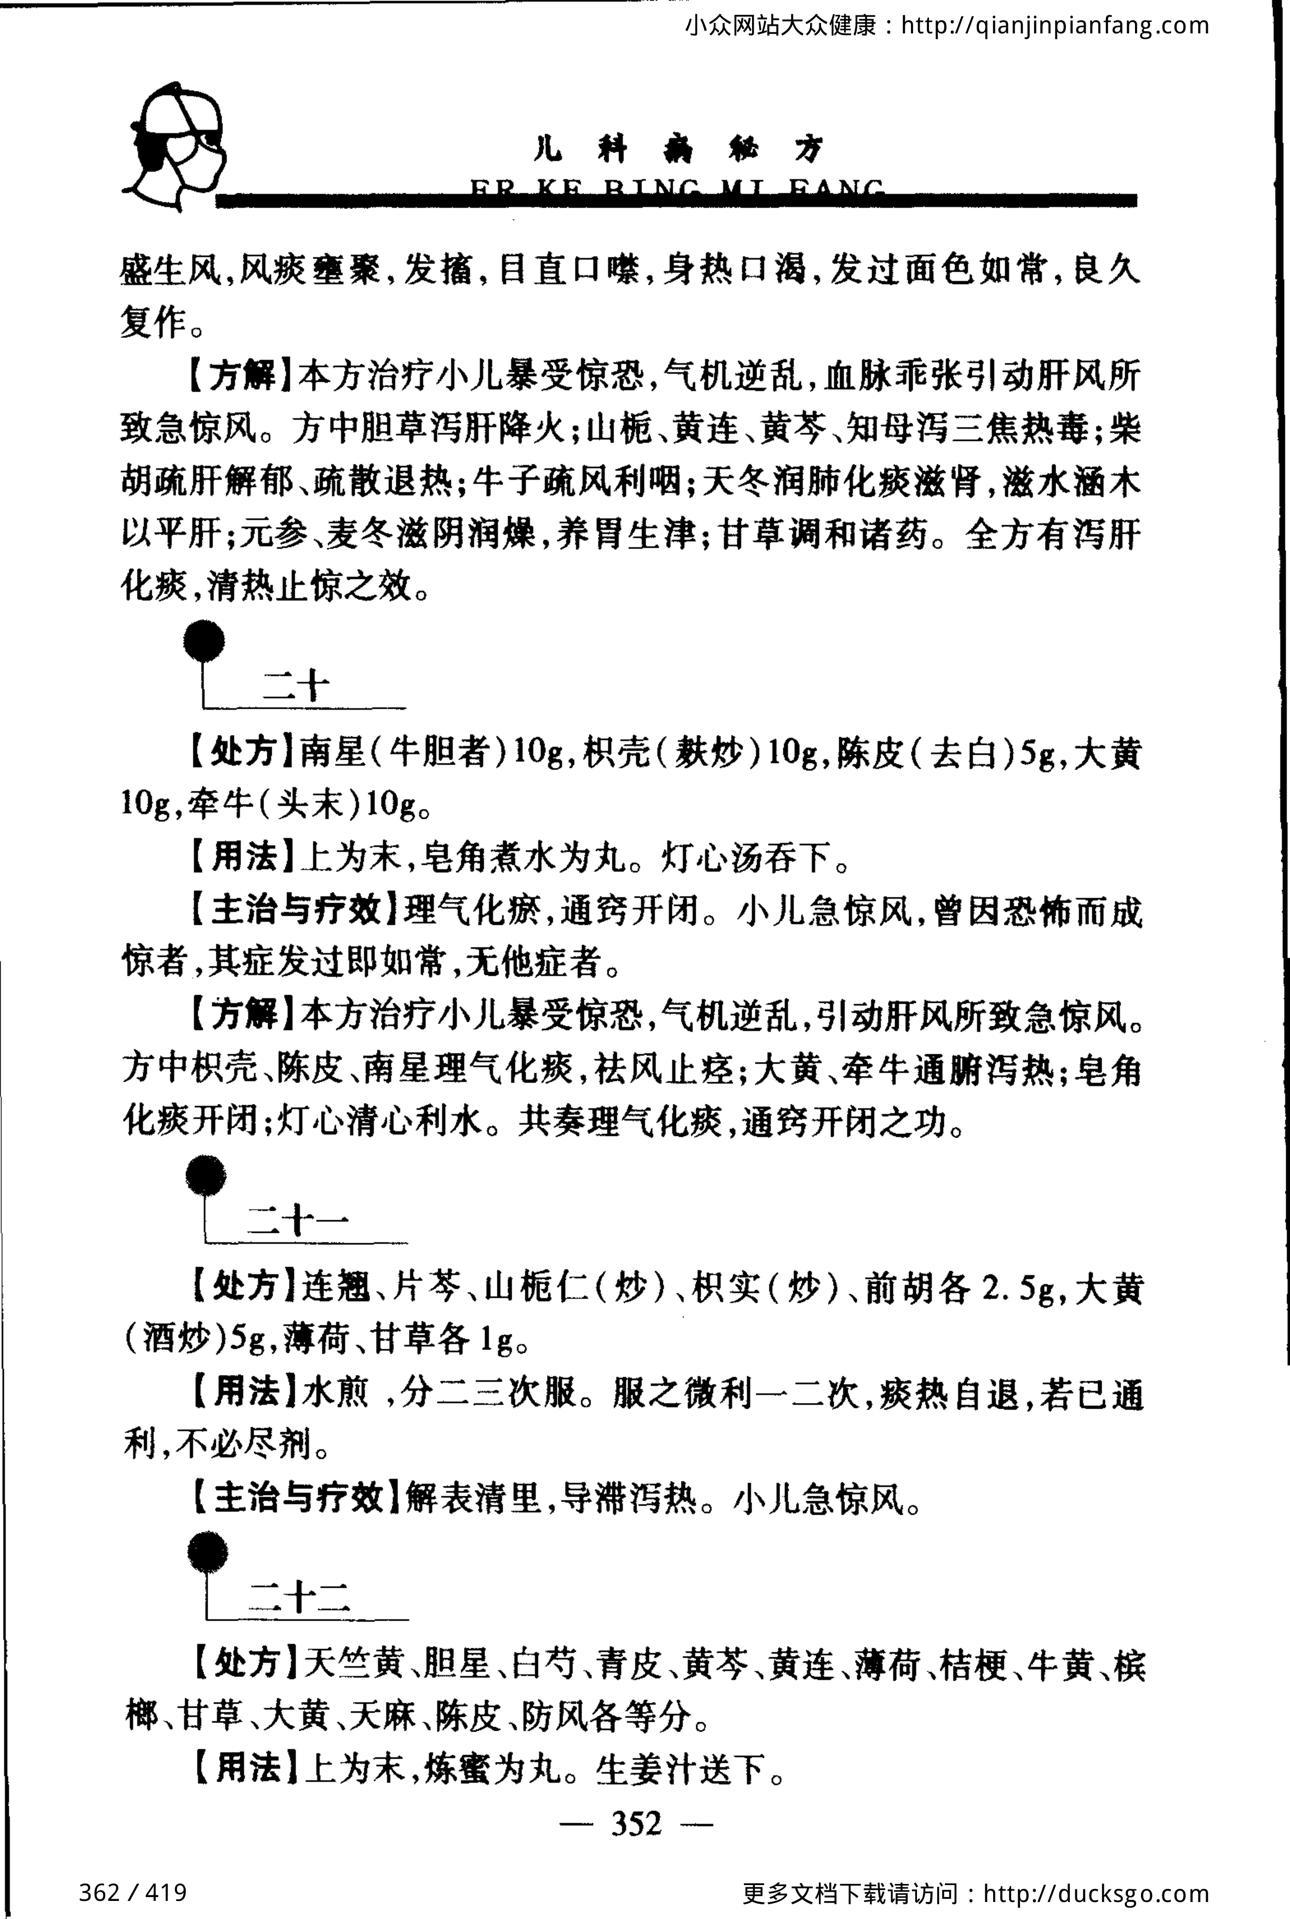 小众网站大众健康：http://qianjinpianfang.com
儿科病秘方
ER KE BING MI FANG
盛生风,风痰壅聚,发搐,目直口噤,身热口渴,发过面色如常,良久
复作。
【方解】本方治疗小儿暴受惊恐,气机逆乱,血脉乖张引动肝风所
致急惊风。方中胆草泻肝降火;山栀、黄连、黄芩、知母泻三焦热毒;柴
胡疏肝解郁、疏散退热;牛子疏风利咽;天冬润肺化痰滋肾,滋水涵木
以平肝;元参、麦冬滋阴润燥,养胃生津;甘草调和诸药。全方有泻肝
化痰,清热止惊之效。
二十
【处方】南星(牛胆者)10g,枳壳(麸炒)10g,陈皮(去白)5g,大黄
10g,牵牛(头末)10g。
【用法】上为末,皂角煮水为丸。灯心汤吞下。
【主治与疗效】理气化瘀,通窍开闭。小儿急惊风,曾因恐怖而成
惊者,其症发过即如常,无他症者。
【方解】本方治疗小儿暴受惊恐,气机逆乱,引动肝风所致急惊风。
方中枳壳、陈皮、南星理气化痰,祛风止痉;大黄、牵牛通腑泻热;皂角
化痰开闭;灯心清心利水。共奏理气化痰,通窍开闭之功。
二十一
【处方】连翘、片芩、山栀仁(炒)、枳实(炒)、前胡各2.5g,大黄
(酒炒)5g,薄荷、甘草各1g。
【用法】水煎,分二三次服。服之微利一二次,痰热自退,若已通
利,不必尽剂。
【主治与疗效】解表清里,导滞泻热。小儿急惊风。
二十二
【处方】天竺黄、胆星、白芍、青皮、黄芩、黄连、薄荷、桔梗、牛黄、槟
榔、甘草、大黄、天麻、陈皮、防风各等分。
【用法】上为末,炼蜜为丸。生姜汁送下。
— 352 —
362 / 419
更多文档下载请访问：http://ducksgo.com